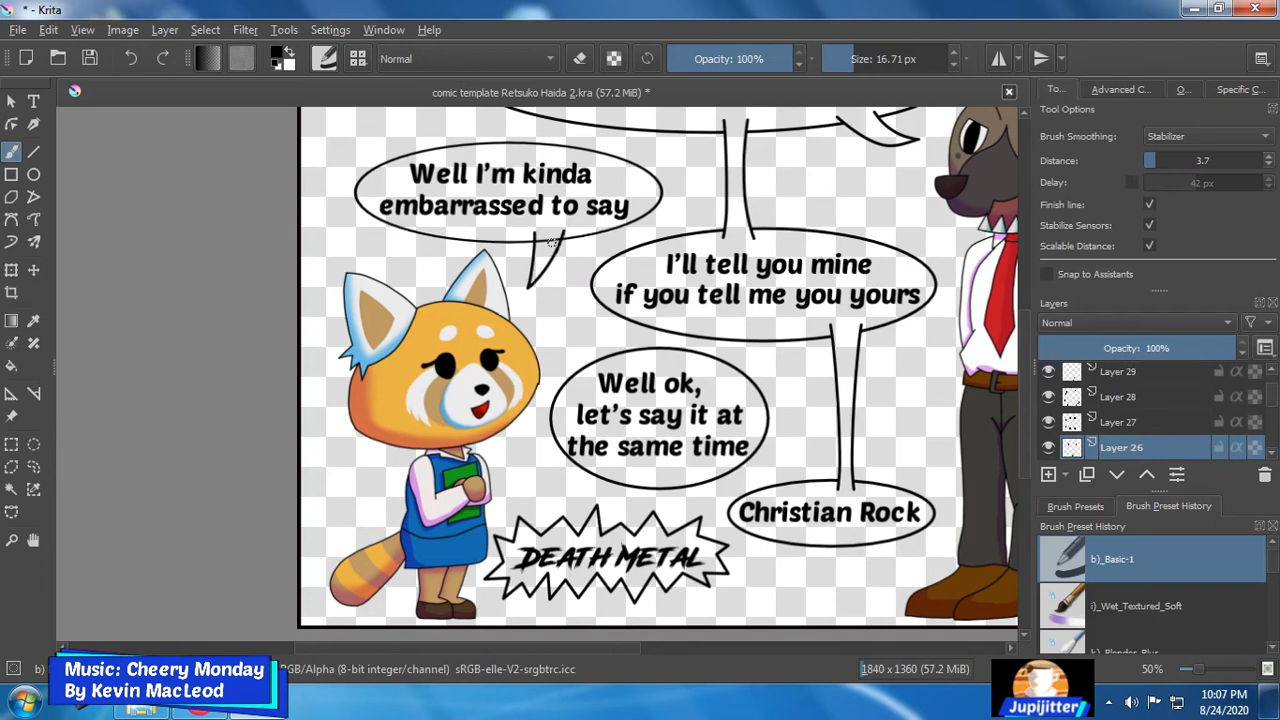 * - Krita
File Edit View Image Layer Select Filter Tools Settings Window Help
Normal Opacity: 100% Size: 16.71 px
comic template Retsuko Haida 2.kra (57.2 MiB) *
To... Advanced C... O... Specific C...
Tool Options
Brush Smoothing: Stabilizer
Distance: 3.7
Delay: 42 px
Finish line:
Stabilize Sensors:
Scalable Distance:
Snap to Assistants
Layers
Normal
Opacity: 100%
Layer 29
Layer 28
Layer 27
Layer 26
Brush Presets Brush Preset History
Brush Preset History
b)_Basic-1
i)_Wet_Textured_Soft
k)_Blender_Blur
Well I'm kinda
embarrassed to say
I'll tell you mine
if you tell me you yours
Well ok,
let's say it at
the same time
Christian Rock
DEATH METAL
b) RGB/Alpha (8-bit integer/channel) sRGB-elle-V2-srgbtrc.icc 1840 x 1360 (57.2 MiB) 50%
Music: Cheery Monday
By Kevin MacLeod
Jupijitter
10:07 PM
8/24/2020